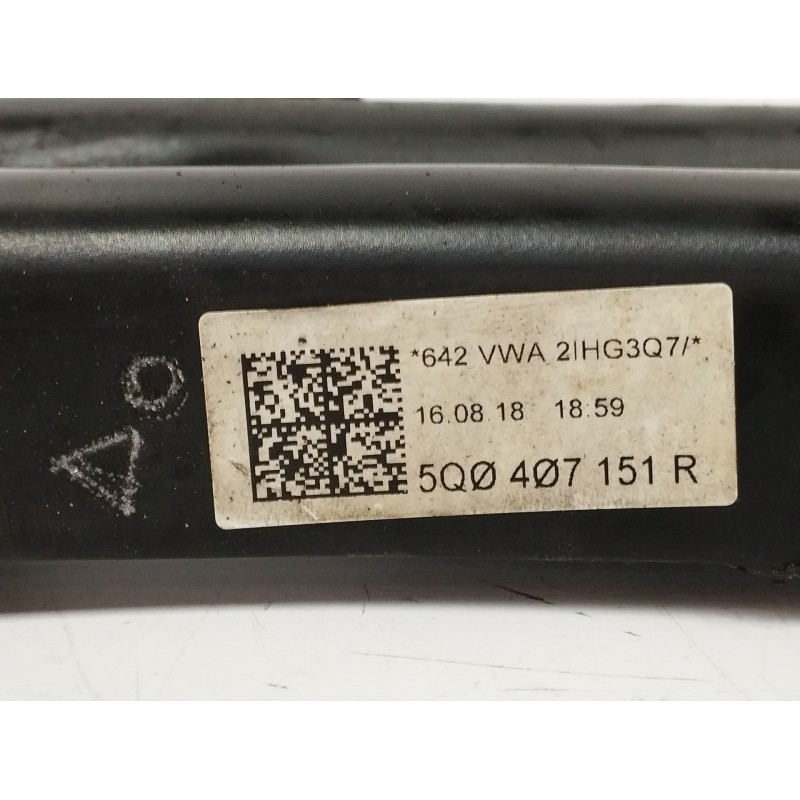 *642 VWA 2IHG3Q7/*
16.08.18 18:59
5QØ 4Ø7 151 R